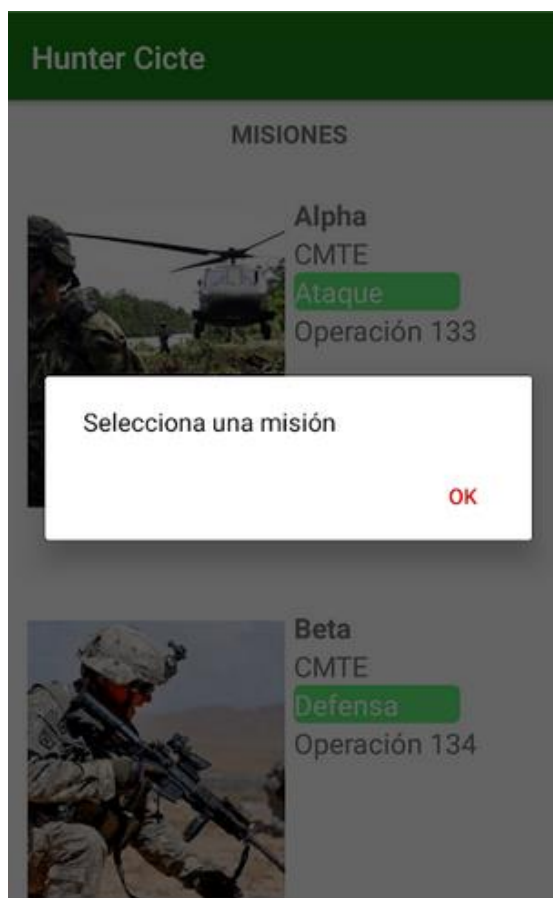 Hunter Cicte
MISIONES
Alpha
CMTE
Ataque
Operación 133
Selecciona una misión
OK
Beta
CMTE
Defensa
Operación 134